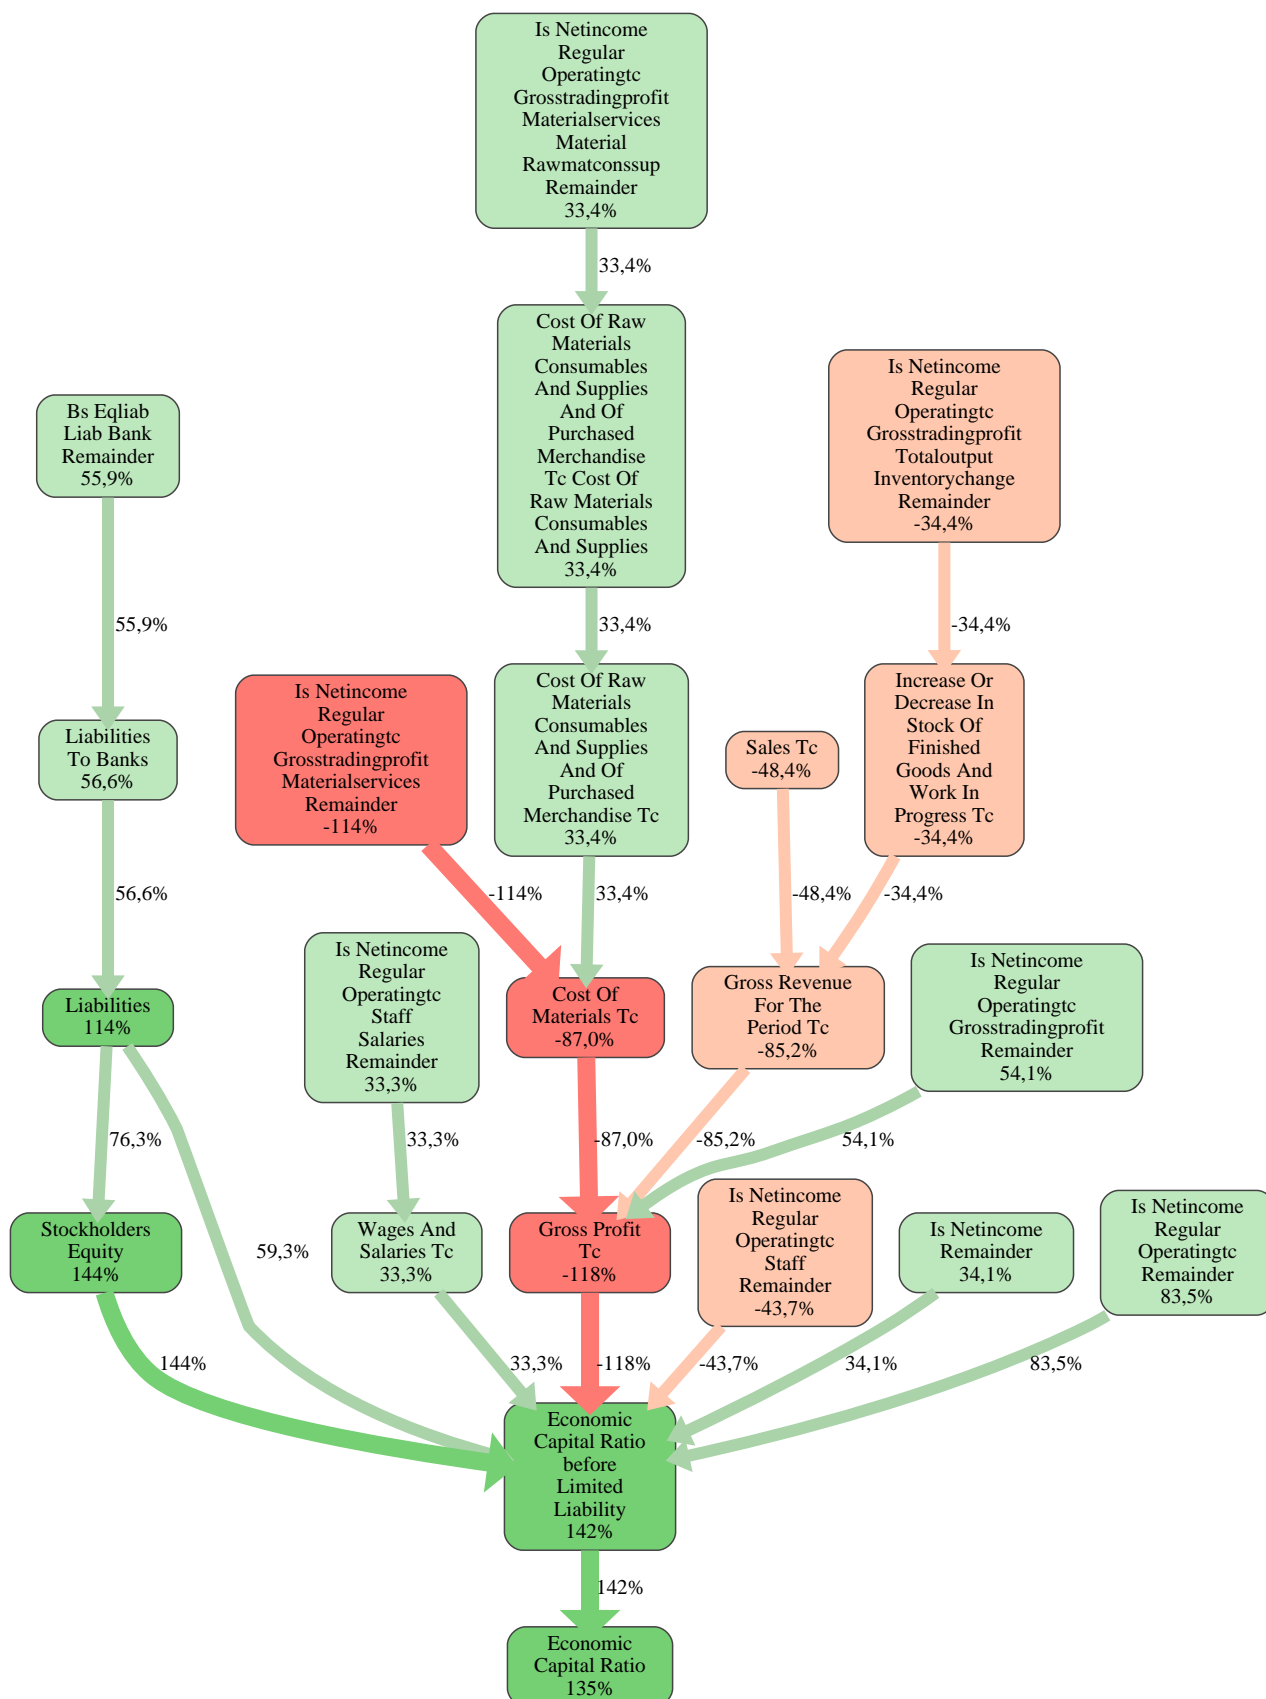 Is Netincome
Regular
Operatingtc
Grosstradingprofit
Materialservices
Material
Rawmatconssup
Remainder
33,4%
33,4%
Cost Of Raw
Materials
Consumables
And Supplies
And Of
Purchased
Merchandise
Tc Cost Of
Raw Materials
Consumables
And Supplies
33,4%
Is Netincome
Regular
Operatingtc
Grosstradingprofit
Totaloutput
Inventorychange
Remainder
-34,4%
Bs Eqliab
Liab Bank
Remainder
55,9%
55,9%
33,4%
-34,4%
Is Netincome
Regular
Operatingtc
Grosstradingprofit
Materialservices
Remainder
-114%
Cost Of Raw
Materials
Consumables
And Supplies
And Of
Purchased
Merchandise Tc
33,4%
Increase Or
Decrease In
Stock Of
Finished
Goods And
Work In
Progress Tc
-34,4%
Liabilities
To Banks
56,6%
Sales Tc
-48,4%
56,6%
-114%
33,4%
-48,4%
-34,4%
Is Netincome
Regular
Operatingtc
Staff
Salaries
Remainder
33,3%
Is Netincome
Regular
Operatingtc
Grosstradingprofit
Remainder
54,1%
Liabilities
114%
Cost Of
Materials Tc
-87,0%
Gross Revenue
For The
Period Tc
-85,2%
76,3%
33,3%
-87,0%
-85,2%
54,1%
Stockholders
Equity
144%
59,3%
Wages And
Salaries Tc
33,3%
Gross Profit
Tc
-118%
Is Netincome
Regular
Operatingtc
Staff
Remainder
-43,7%
Is Netincome
Remainder
34,1%
Is Netincome
Regular
Operatingtc
Remainder
83,5%
144%
33,3%
-118%
-43,7%
34,1%
83,5%
Economic
Capital Ratio
before
Limited
Liability
142%
142%
Economic
Capital Ratio
135%